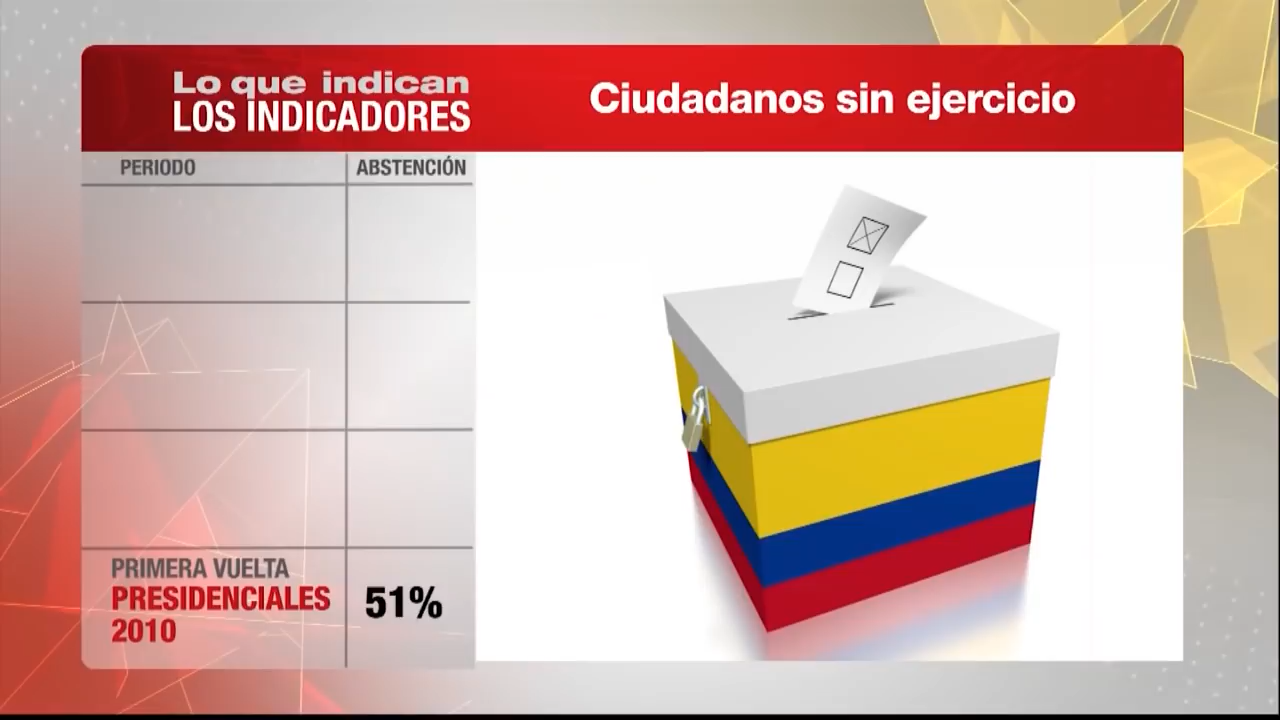 Lo que indican
LOS INDICADORES
Ciudadanos sin ejercicio
PERIODO
ABSTENCIÓN
PRIMERA VUELTA
PRESIDENCIALES
2010
51%